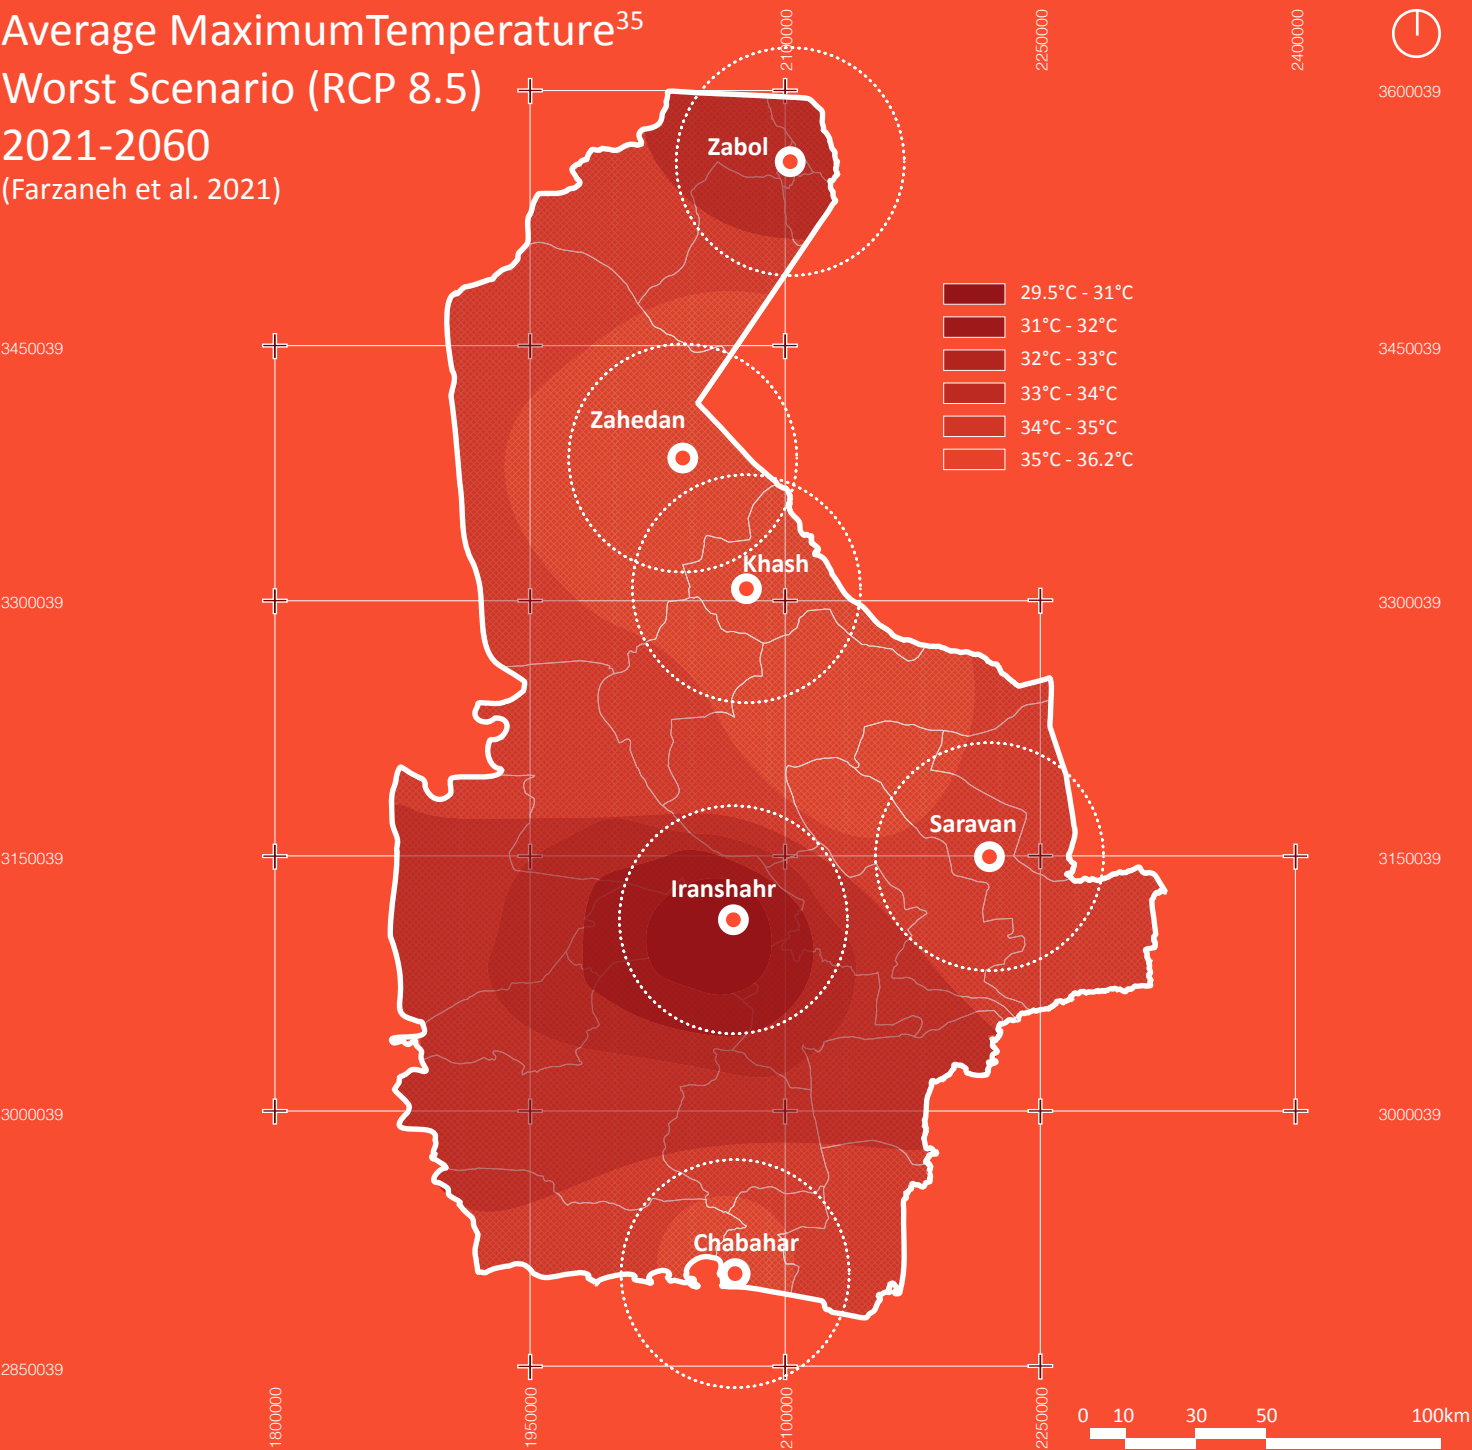 Average MaximumTemperature35
Worst Scenario (RCP 8.5)
2021-2060
(Farzaneh et al. 2021)
2100000
2250000
2400000
3600039
Zabol
29.5°C - 31°C
31°C - 32°C
32°C - 33°C
33°C - 34°C
34°C - 35°C
35°C - 36.2°C
3450039
3450039
Zahedan
Khash
3300039
3300039
Saravan
3150039
3150039
Iranshahr
3000039
3000039
Chabahar
2850039
1800000
1950000
2100000
2250000
0 10 30 50 100km